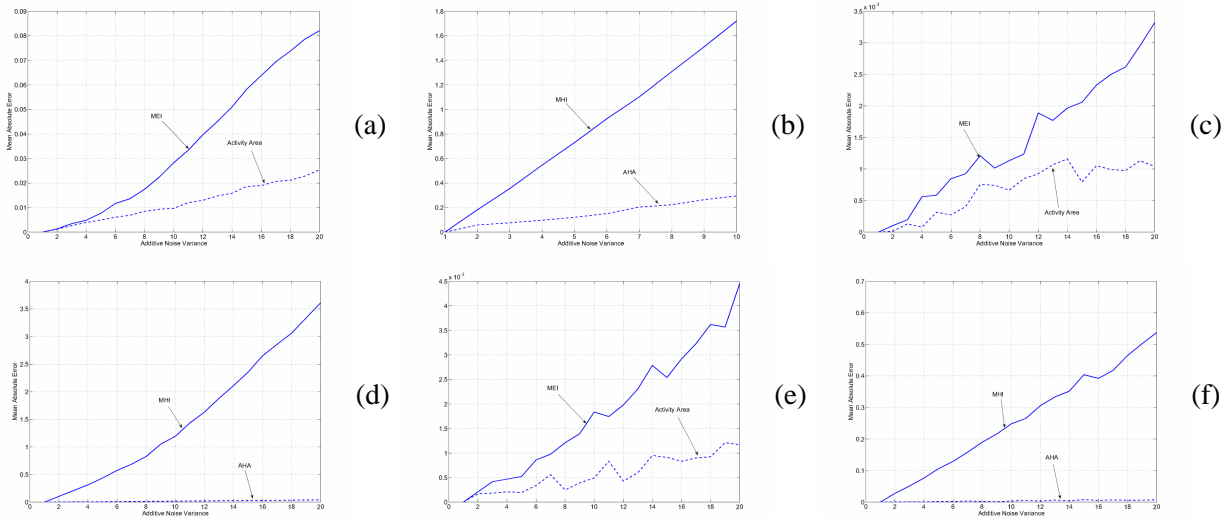 0.09
0.08
0.07
0.06
0.05
0.04
0.03
0.02
0.01
0
Mean Absolute Error
MEI
Activity Area
0 2 4 6 8 10 12 14 16 18 20
Additive Noise Variance
(a)
1.8
1.6
1.4
1.2
1
0.8
0.6
0.4
0.2
0
Mean Absolute Error
MHI
AHA
1 2 3 4 5 6 7 8 9 10
Additive Noise Variance
(b)
x 10-3
3.5
3
2.5
2
1.5
1
0.5
0
Mean Absolute Error
MEI
Activity Area
0 2 4 6 8 10 12 14 16 18 20
Additive Noise Variance
(c)
4
3.5
3
2.5
2
1.5
1
0.5
0
Mean Absolute Error
MHI
AHA
0 2 4 6 8 10 12 14 16 18 20
Additive Noise Variance
(d)
x 10-3
4.5
4
3.5
3
2.5
2
1.5
1
0.5
0
Mean Absolute Error
MEI
Activity Area
0 2 4 6 8 10 12 14 16 18 20
Additive Noise Variance
(e)
0.7
0.6
0.5
0.4
0.3
0.2
0.1
0
Mean Absolute Error
MHI
AHA
0 2 4 6 8 10 12 14 16 18 20
Additive Noise Variance
(f)